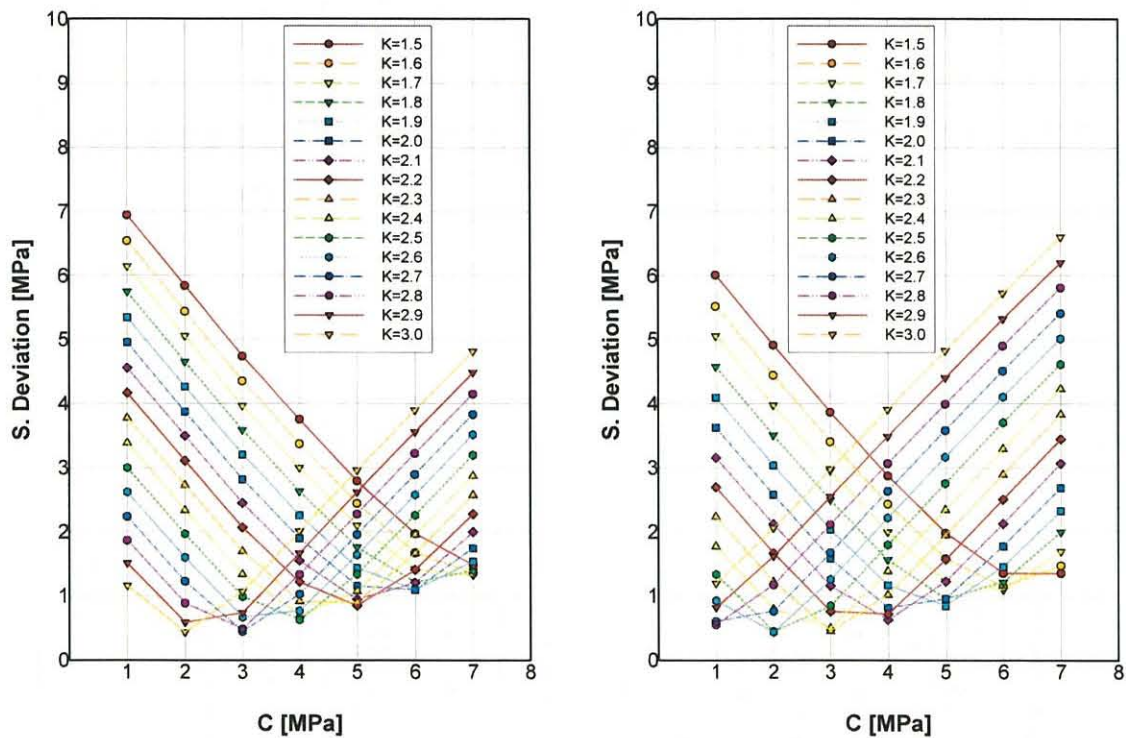 10
9
8
7
6
5
4
3
2
1
0
S. Deviation [MPa]
K=1.5
K=1.6
K=1.7
K=1.8
K=1.9
K=2.0
K=2.1
K=2.2
K=2.3
K=2.4
K=2.5
K=2.6
K=2.7
K=2.8
K=2.9
K=3.0
1 2 3 4 5 6 7 8
C [MPa]
10
9
8
7
6
5
4
3
2
1
0
S. Deviation [MPa]
K=1.5
K=1.6
K=1.7
K=1.8
K=1.9
K=2.0
K=2.1
K=2.2
K=2.3
K=2.4
K=2.5
K=2.6
K=2.7
K=2.8
K=2.9
K=3.0
1 2 3 4 5 6 7 8
C [MPa]